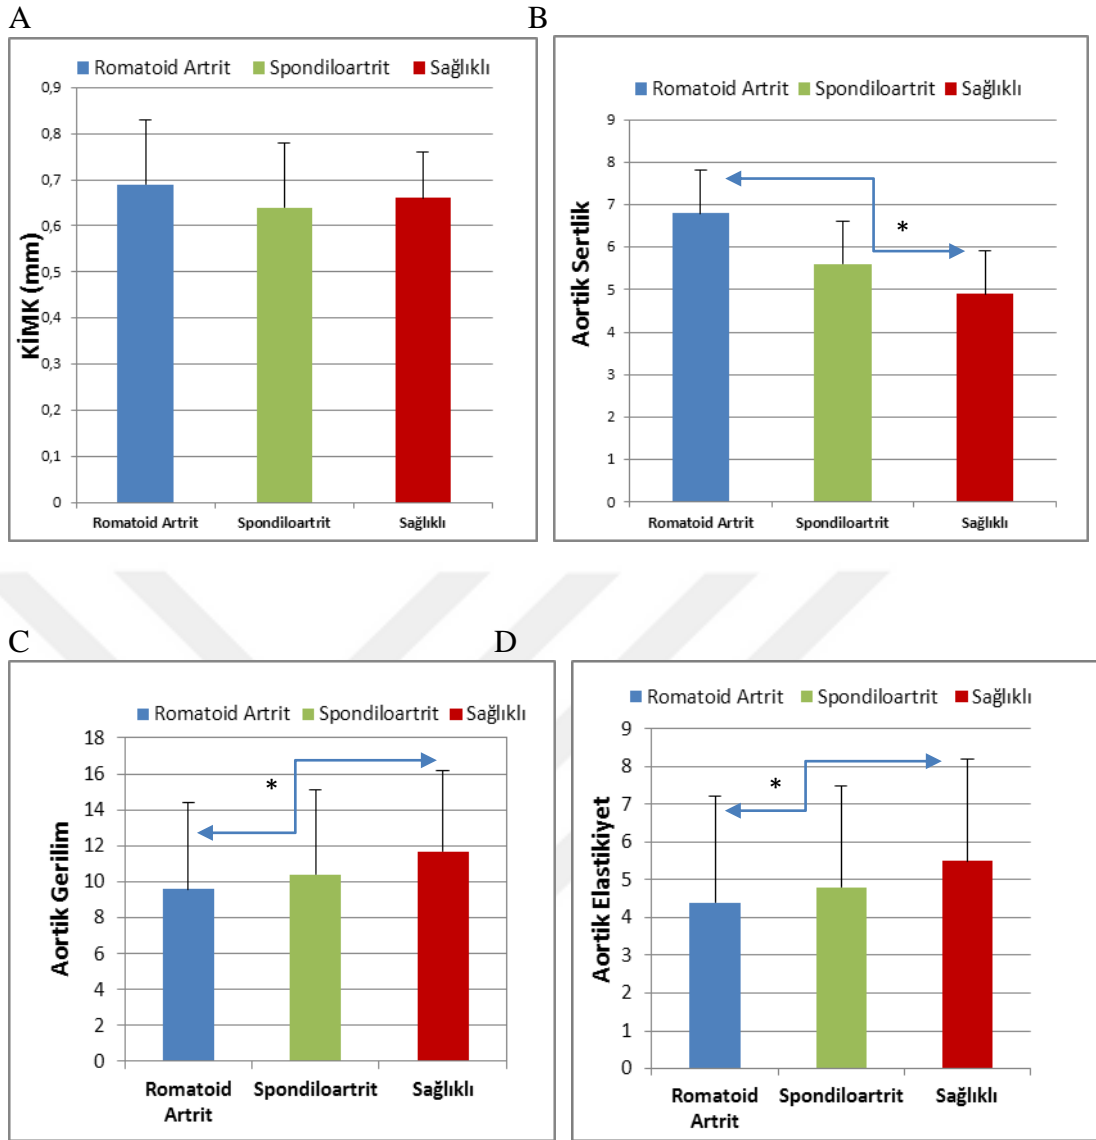 A
Romatoid Artrit Spondiloartrit Sağlıklı
0,9
0,8
0,7
0,6
0,5
0,4
0,3
0,2
0,1
0
KİMK (mm)
Romatoid Artrit Spondiloartrit Sağlıklı
B
Romatoid Artrit Spondiloartrit Sağlıklı
9
8
7
6
5
4
3
2
1
0
Aortik Sertlik
*
Romatoid Artrit Spondiloartrit Sağlıklı
C
Romatoid Artrit Spondiloartrit Sağlıklı
18
16
14
12
10
8
6
4
2
0
Aortik Gerilim
*
Romatoid Spondiloartrit Sağlıklı
Artrit
D
Romatoid Artrit Spondiloartrit Sağlıklı
9
8
7
6
5
4
3
2
1
0
Aortik Elastikiyet
*
Romatoid Spondiloartrit Sağlıklı
Artrit